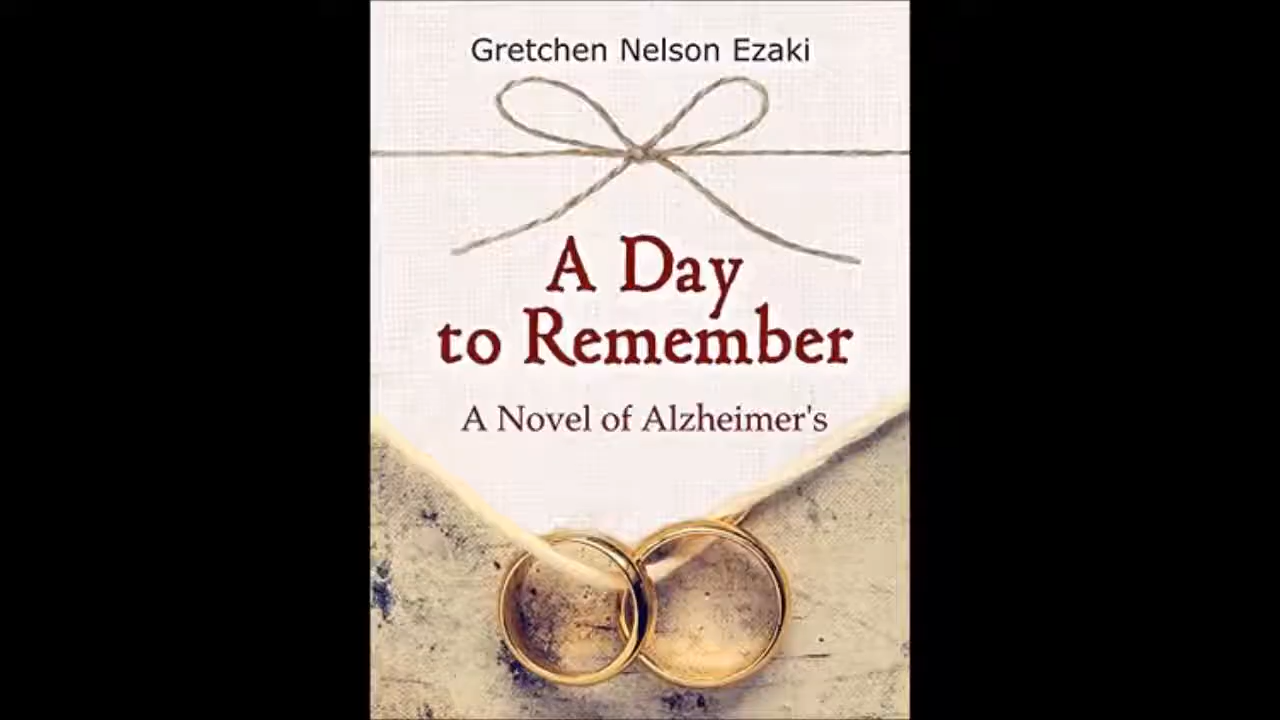 Gretchen Nelson Ezaki
A Day
to Remember
A Novel of Alzheimer's